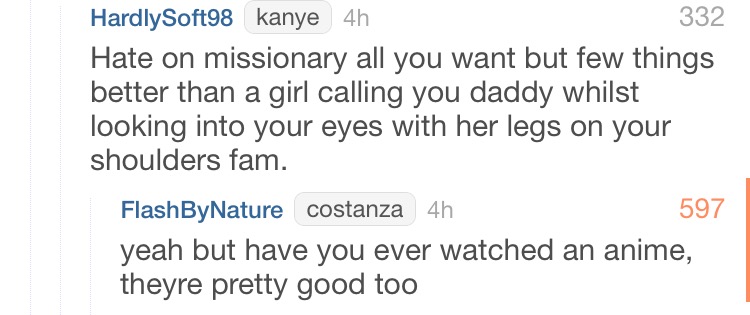 HardlySoft98 kanye 4h 332
Hate on missionary all you want but few things
better than a girl calling you daddy whilst
looking into your eyes with her legs on your
shoulders fam.
FlashByNature costanza 4h 597
yeah but have you ever watched an anime,
theyre pretty good too